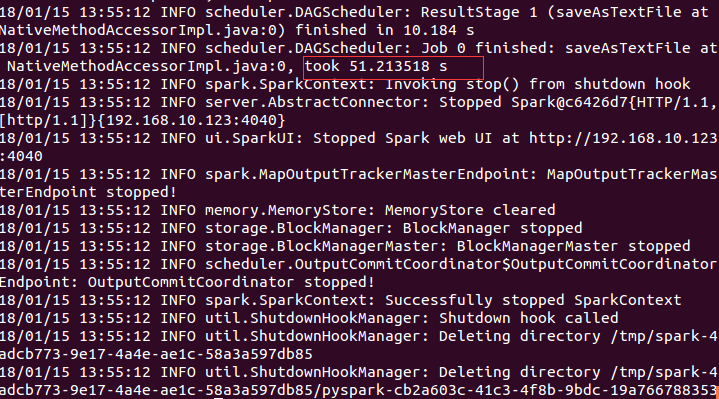 18/01/15 13:55:12 INFO scheduler.DAGScheduler: ResultStage 1 (saveAsTextFile at
NativeMethodAccessorImpl.java:0) finished in 10.184 s
18/01/15 13:55:12 INFO scheduler.DAGScheduler: Job 0 finished: saveAsTextFile at
NativeMethodAccessorImpl.java:0, took 51.213518 s
18/01/15 13:55:12 INFO spark.SparkContext: Invoking stop() from shutdown hook
18/01/15 13:55:12 INFO server.AbstractConnector: Stopped Spark@c6426d7{HTTP/1.1,
[http/1.1]}{192.168.10.123:4040}
18/01/15 13:55:12 INFO ui.SparkUI: Stopped Spark web UI at http://192.168.10.123
:4040
18/01/15 13:55:12 INFO spark.MapOutputTrackerMasterEndpoint: MapOutputTrackerMas
terEndpoint stopped!
18/01/15 13:55:12 INFO memory.MemoryStore: MemoryStore cleared
18/01/15 13:55:12 INFO storage.BlockManager: BlockManager stopped
18/01/15 13:55:12 INFO storage.BlockManagerMaster: BlockManagerMaster stopped
18/01/15 13:55:12 INFO scheduler.OutputCommitCoordinator$OutputCommitCoordinator
Endpoint: OutputCommitCoordinator stopped!
18/01/15 13:55:12 INFO spark.SparkContext: Successfully stopped SparkContext
18/01/15 13:55:12 INFO util.ShutdownHookManager: Shutdown hook called
18/01/15 13:55:12 INFO util.ShutdownHookManager: Deleting directory /tmp/spark-4
adcb773-9e17-4a4e-ae1c-58a3a597db85
18/01/15 13:55:12 INFO util.ShutdownHookManager: Deleting directory /tmp/spark-4
adcb773-9e17-4a4e-ae1c-58a3a597db85/pyspark-cb2a603c-41c3-4f8b-9bdc-19a766788353